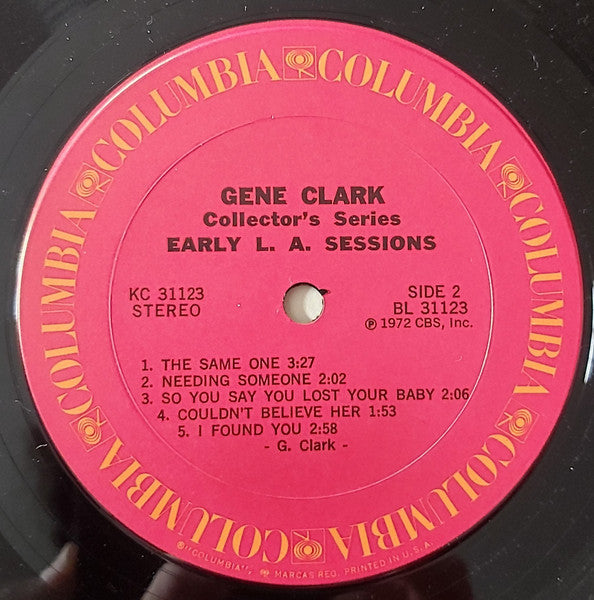 COLUMBIA COLUMBIA COLUMBIA COLUMBIA COLUMBIA COLUMBIA
GENE CLARK
Collector's Series
EARLY L. A. SESSIONS
KC 31123
STEREO
SIDE 2
BL 31123
℗ 1972 CBS, Inc.
1. THE SAME ONE 3:27
2. NEEDING SOMEONE 2:02
3. SO YOU SAY YOU LOST YOUR BABY 2:06
4. COULDN'T BELIEVE HER 1:53
5. I FOUND YOU 2:58
- G. Clark -
®"COLUMBIA", MARCAS REG. PRINTED IN U.S.A.